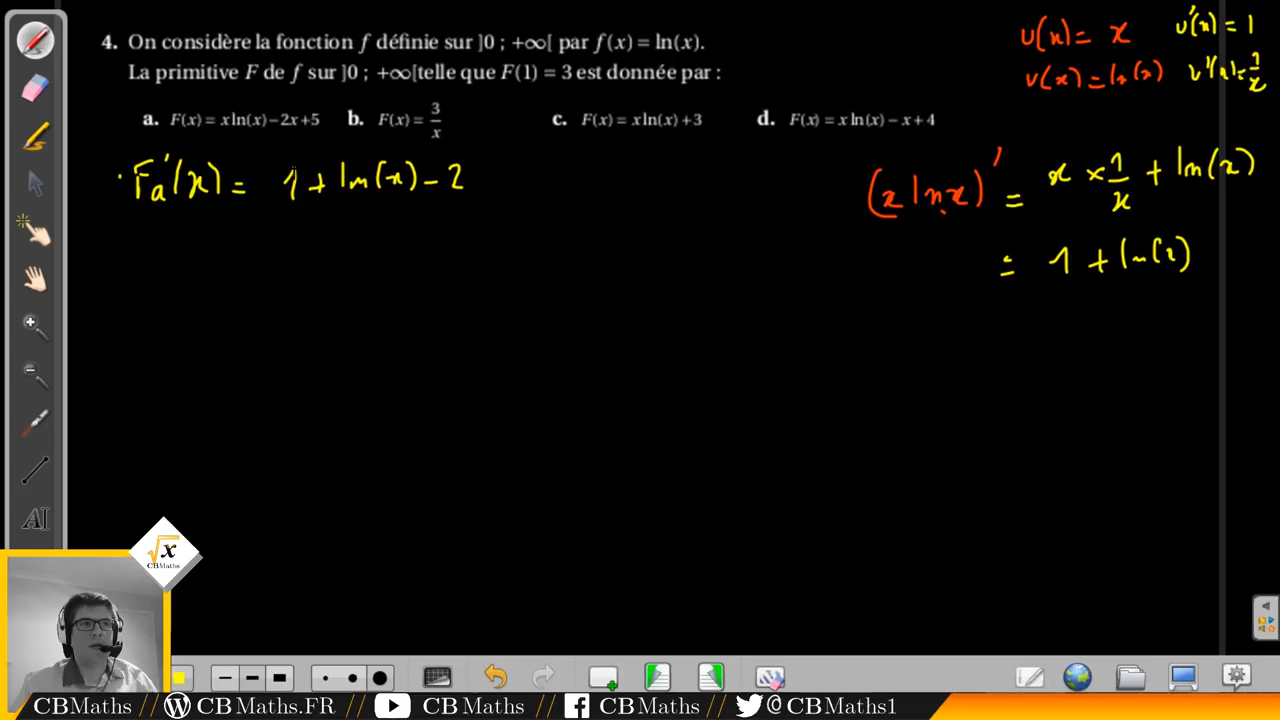 4. On considère la fonction f définie sur ]0 ; +∞[ par f(x) = ln(x).
La primitive F de f sur ]0 ; +∞[telle que F(1) = 3 est donnée par :
a. F(x) = x ln(x) − 2x + 5 b. F(x) = 3/x c. F(x) = x ln(x) + 3 d. F(x) = x ln(x) − x + 4
u(x) = x u'(x) = 1
v(x) = ln(x) v'(x) = 1/x
· Fa'(x) = 1 + ln(x) − 2
(x ln x)' = x × 1/x + ln(x)
= 1 + ln(x)
AI
√x
CBMaths
CBMaths CBMaths.FR CBMaths CBMaths @CBMaths1